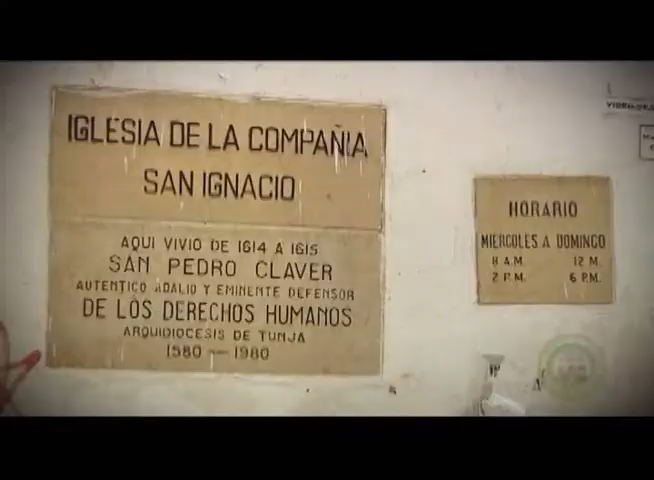 IGLESIA DE LA COMPAÑIA
SAN IGNACIO
AQUI VIVIO DE 1614 A 1615
SAN PEDRO CLAVER
AUTENTICO ADALID Y EMINENTE DEFENSOR
DE LOS DERECHOS HUMANOS
ARQUIDIOCESIS DE TUNJA
1580 — 1980
HORARIO
MIERCOLES A DOMINGO
8 A.M. 12 M.
2 P.M. 6 P.M.